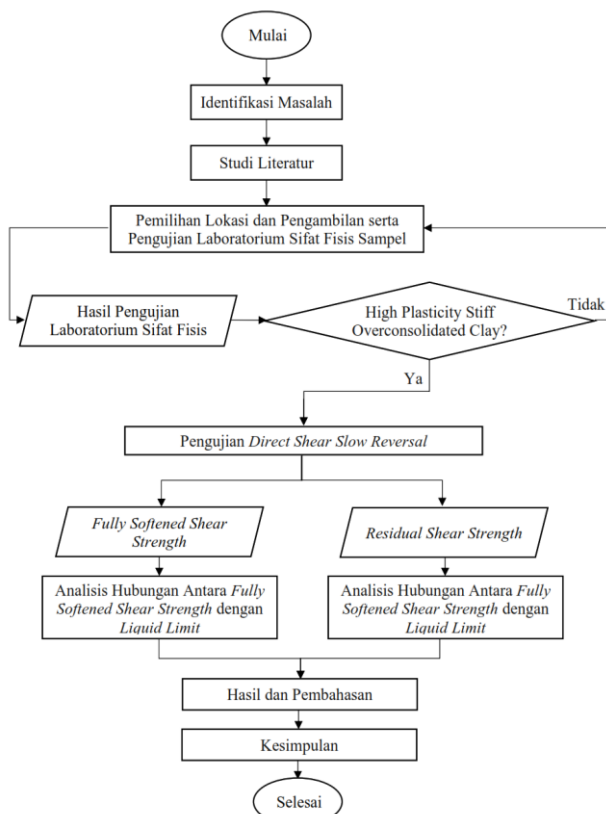 Mulai
Identifikasi Masalah
Studi Literatur
Pemilihan Lokasi dan Pengambilan serta
Pengujian Laboratorium Sifat Fisis Sampel
Hasil Pengujian
Laboratorium Sifat Fisis
High Plasticity Stiff
Overconsolidated Clay?
Tidak
Ya
Pengujian Direct Shear Slow Reversal
Fully Softened Shear
Strength
Residual Shear Strength
Analisis Hubungan Antara Fully
Softened Shear Strength dengan
Liquid Limit
Analisis Hubungan Antara Fully
Softened Shear Strength dengan
Liquid Limit
Hasil dan Pembahasan
Kesimpulan
Selesai